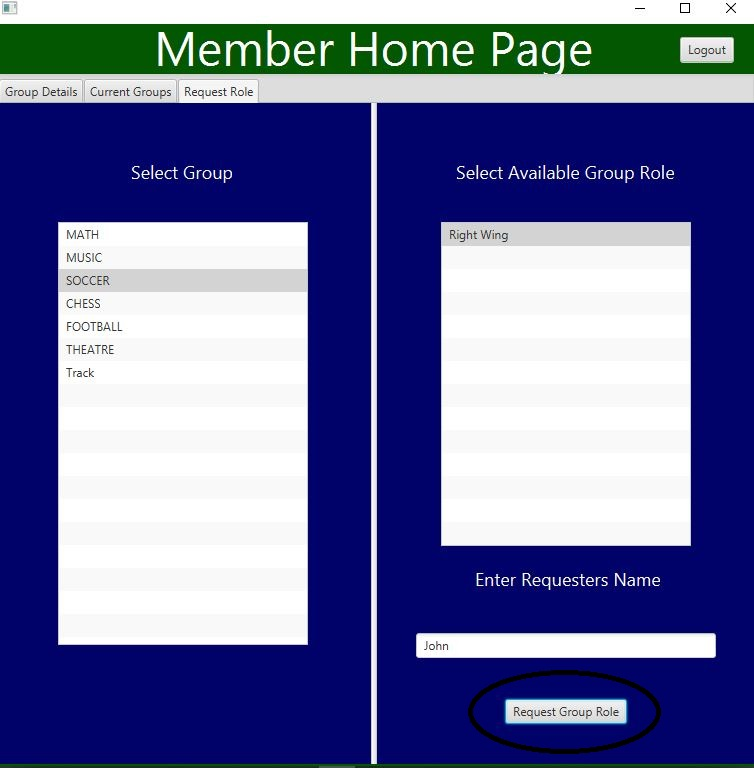 Member Home Page
Logout
Group Details
Current Groups
Request Role
Select Group
MATH
MUSIC
SOCCER
CHESS
FOOTBALL
THEATRE
Track
Select Available Group Role
Right Wing
Enter Requesters Name
John
Request Group Role